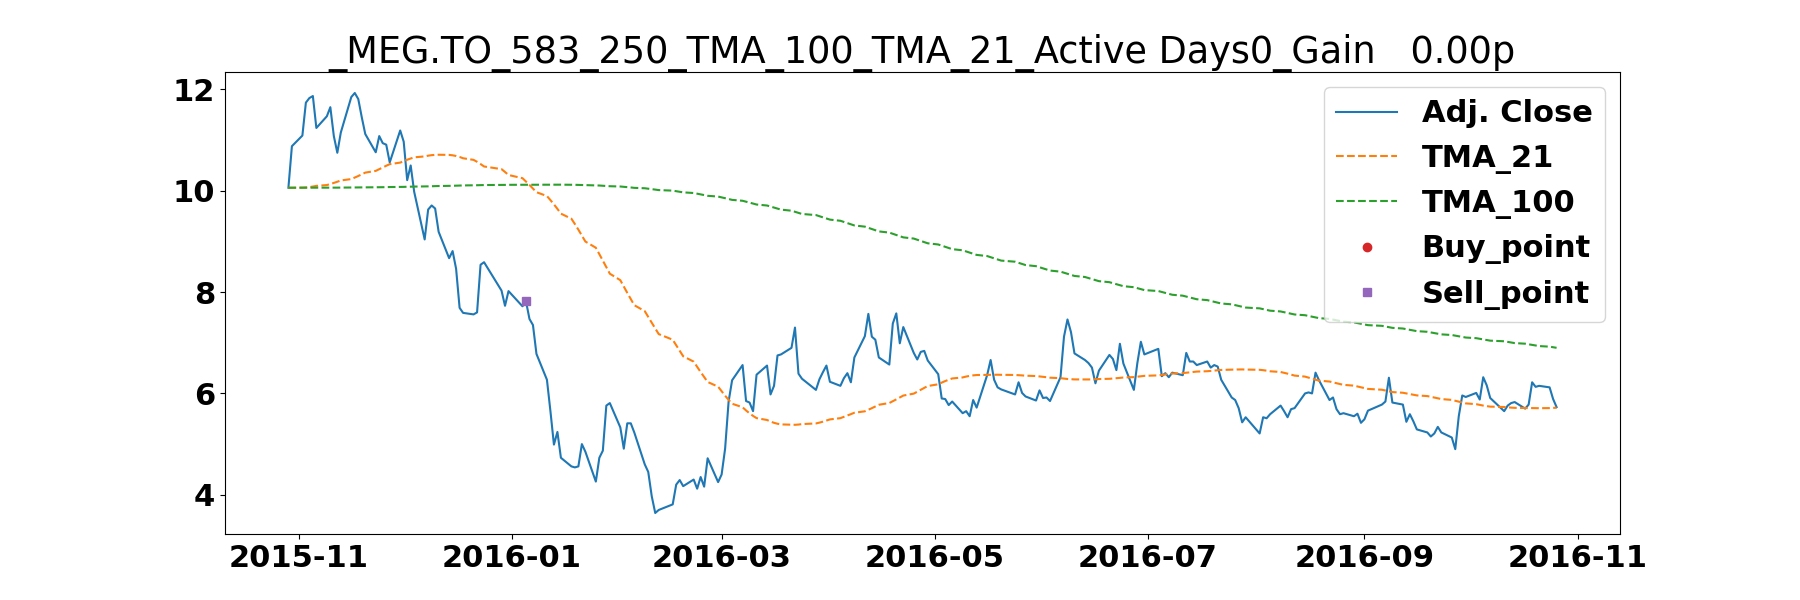 _MEG.TO_583_250_TMA_100_TMA_21_Active Days0_Gain   0.00p
12
10
8
6
4
Adj. Close
TMA_21
TMA_100
Buy_point
Sell_point
2015-11 2016-01 2016-03 2016-05 2016-07 2016-09 2016-11